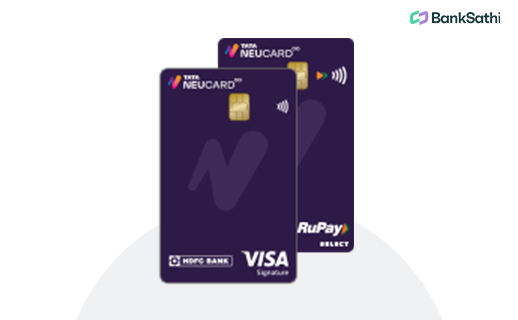 BankSathi
TATA
NEUCARD∞
TATA
NEUCARD∞
RuPay
SELECT
HDFC BANK
VISA
Signature